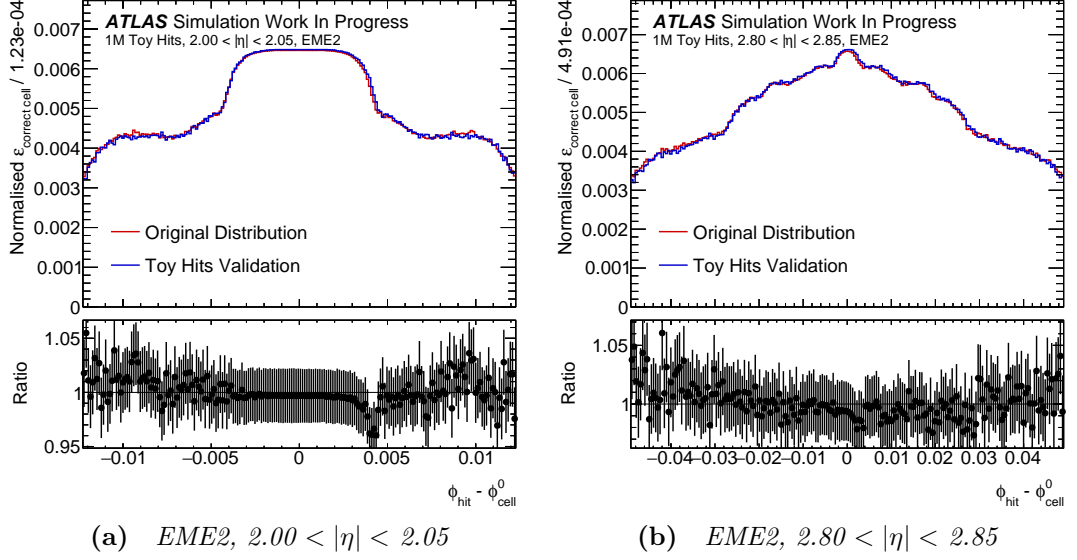 ATLAS Simulation Work In Progress
1M Toy Hits, 2.00 < |η| < 2.05, EME2
Normalised ε_correct cell / 1.23e-04
0.007
0.006
0.005
0.004
0.003
0.002
0.001
0
Original Distribution
Toy Hits Validation
Ratio
1.05
1
0.95
−0.01 −0.005 0 0.005 0.01
ϕ_hit - ϕ^0_cell
(a) EME2, 2.00 < |η| < 2.05
ATLAS Simulation Work In Progress
1M Toy Hits, 2.80 < |η| < 2.85, EME2
Normalised ε_correct cell / 4.91e-04
0.007
0.006
0.005
0.004
0.003
0.002
0.001
0
Original Distribution
Toy Hits Validation
Ratio
1.05
1
−0.04 −0.03 −0.02 −0.01 0 0.01 0.02 0.03 0.04
ϕ_hit - ϕ^0_cell
(b) EME2, 2.80 < |η| < 2.85